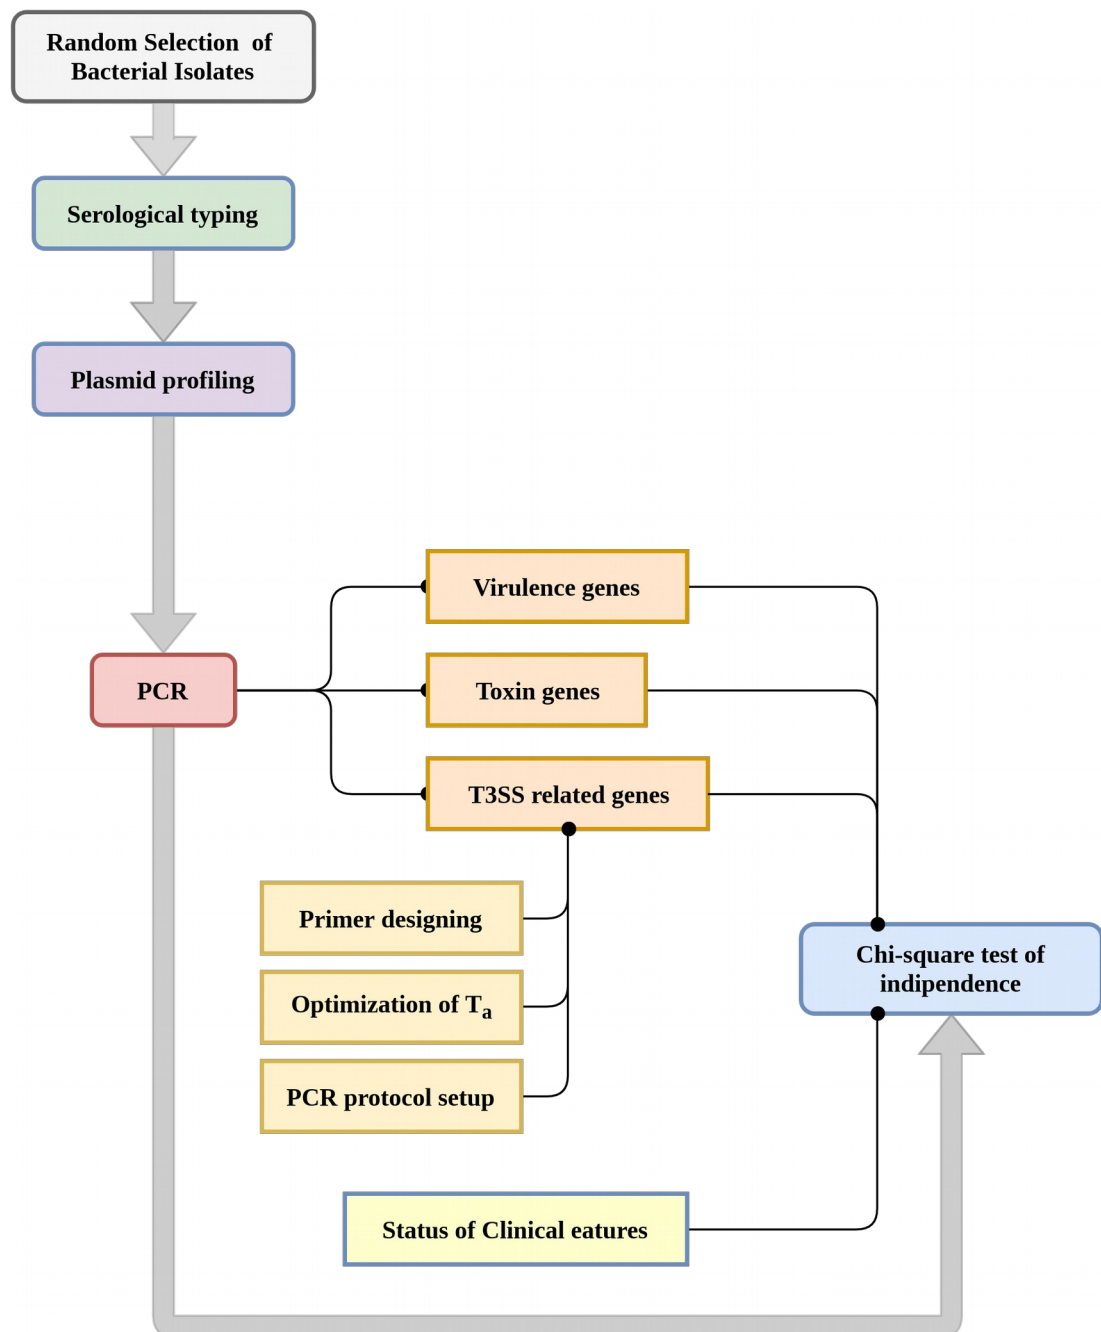 Random Selection of
Bacterial Isolates
Serological typing
Plasmid profiling
Virulence genes
PCR
Toxin genes
T3SS related genes
Primer designing
Chi-square test of
indipendence
Optimization of Ta
PCR protocol setup
Status of Clinical eatures